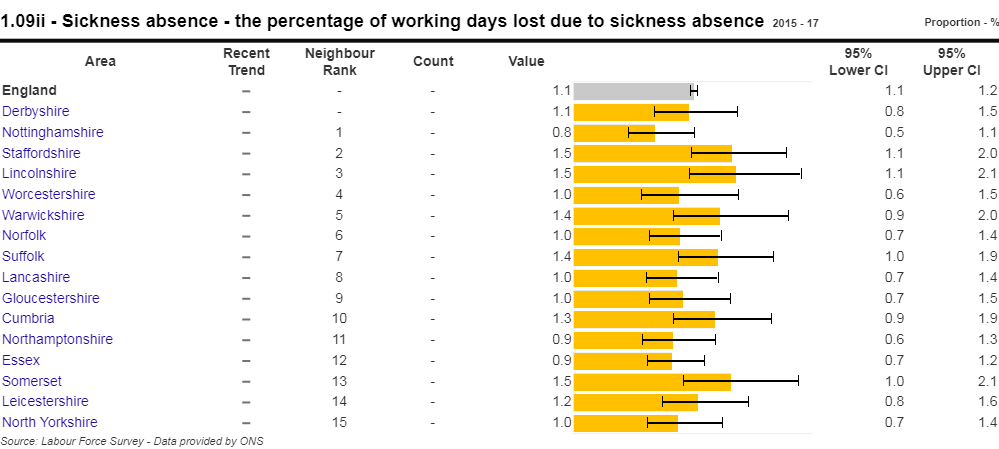 1.09ii - Sickness absence - the percentage of working days lost due to sickness absence 2015 - 17 Proportion - %
Area Recent Trend Neighbour Rank Count Value 95% Lower CI 95% Upper CI
England – - - 1.1 1.1 1.2
Derbyshire – - - 1.1 0.8 1.5
Nottinghamshire – 1 - 0.8 0.5 1.1
Staffordshire – 2 - 1.5 1.1 2.0
Lincolnshire – 3 - 1.5 1.1 2.1
Worcestershire – 4 - 1.0 0.6 1.5
Warwickshire – 5 - 1.4 0.9 2.0
Norfolk – 6 - 1.0 0.7 1.4
Suffolk – 7 - 1.4 1.0 1.9
Lancashire – 8 - 1.0 0.7 1.4
Gloucestershire – 9 - 1.0 0.7 1.5
Cumbria – 10 - 1.3 0.9 1.9
Northamptonshire – 11 - 0.9 0.6 1.3
Essex – 12 - 0.9 0.7 1.2
Somerset – 13 - 1.5 1.0 2.1
Leicestershire – 14 - 1.2 0.8 1.6
North Yorkshire – 15 - 1.0 0.7 1.4
Source: Labour Force Survey - Data provided by ONS